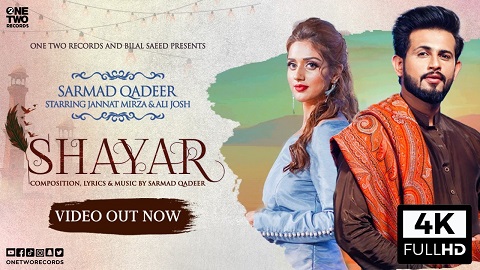 ONE
TWO
RECORDS
ONE TWO RECORDS AND BILAL SAEED PRESENTS
SARMAD QADEER
STARRING JANNAT MIRZA & ALI JOSH
SHAYAR
COMPOSITION, LYRICS & MUSIC BY SARMAD QADEER
VIDEO OUT NOW
ONETWORECORDS
4K
FULLHD